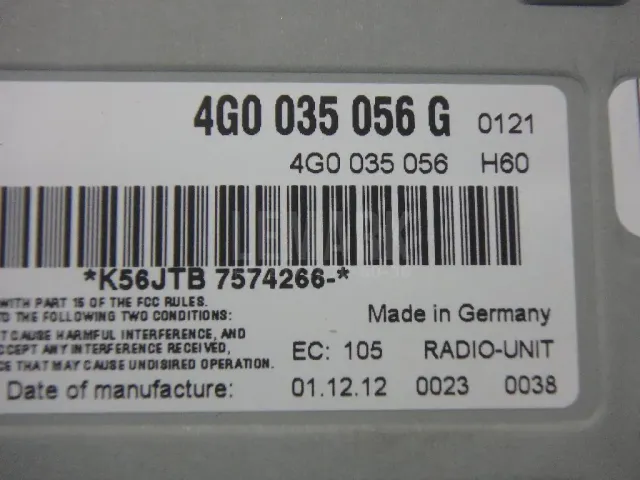 4G0 035 056 G 0121
4G0 035 056 H60
LEMARK
*K56JTB 7574266-*
WITH PART 15 OF THE FCC RULES.
TO THE FOLLOWING TWO CONDITIONS:
Made in Germany
T CAUSE HARMFUL INTERFERENCE, AND
CCEPT ANY INTERFERENCE RECEIVED,
CE THAT MAY CAUSE UNDISIRED OPERATION.
EC: 105 RADIO-UNIT
Date of manufacture: 01.12.12 0023 0038